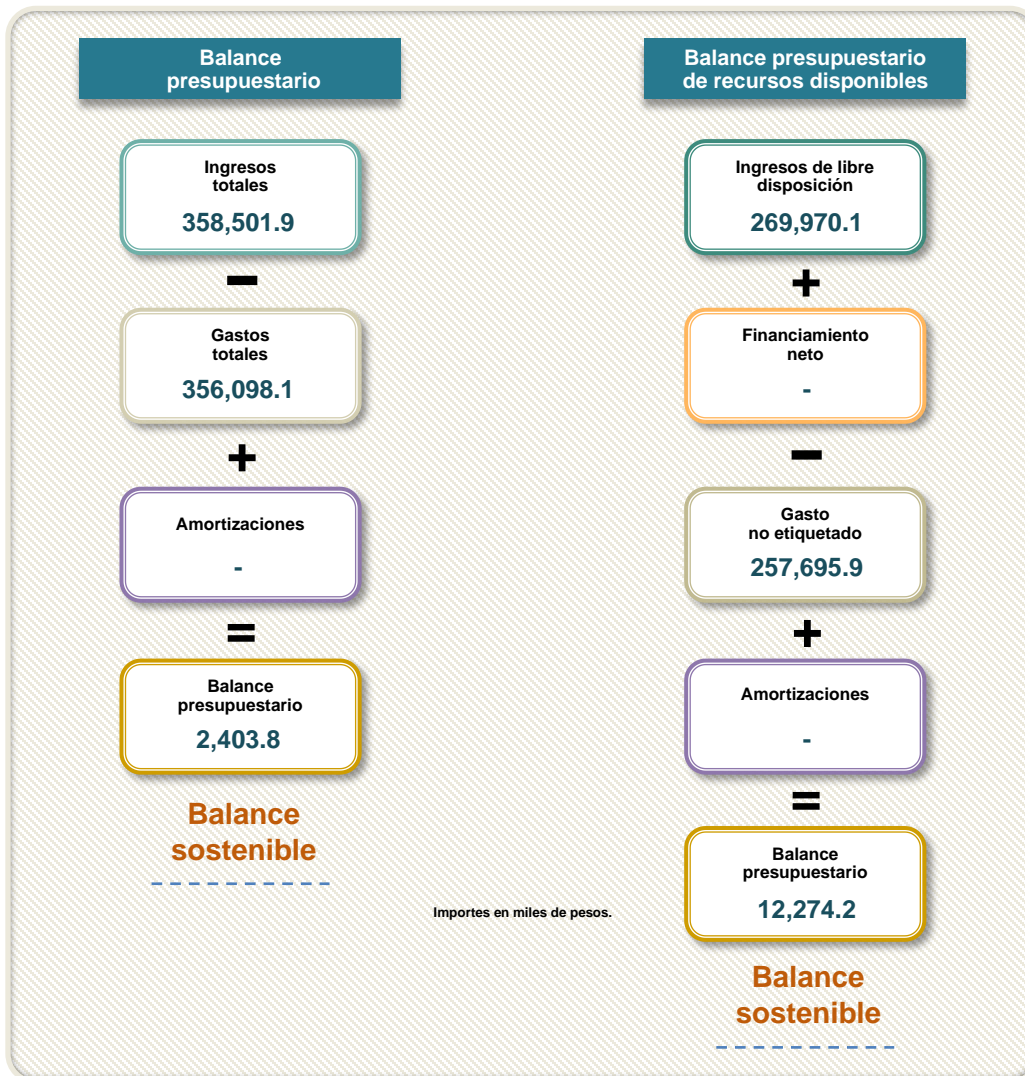 Balance
presupuestario
Ingresos
totales
358,501.9
−
Gastos
totales
356,098.1
+
Amortizaciones
-
=
Balance
presupuestario
2,403.8
Balance
sostenible
Balance presupuestario
de recursos disponibles
Ingresos de libre
disposición
269,970.1
+
Financiamiento
neto
-
−
Gasto
no etiquetado
257,695.9
+
Amortizaciones
-
=
Balance
presupuestario
12,274.2
Balance
sostenible
Importes en miles de pesos.